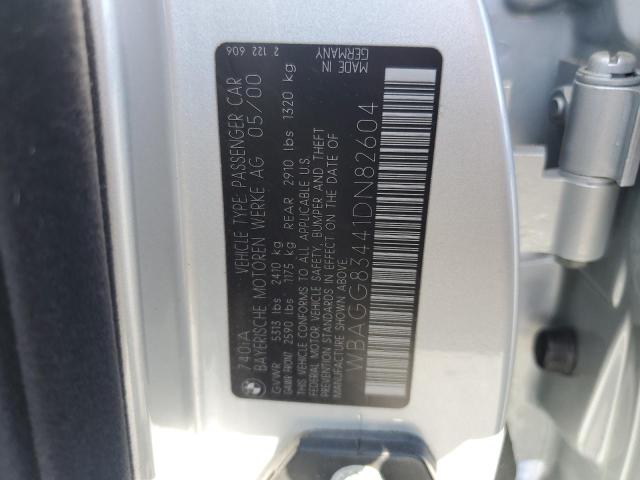 740iA VEHICLE TYPE: PASSENGER CAR
BAYERISCHE MOTOREN WERKE AG 05/00
GVWR 5313 lbs 2410 kg
GAWR FRONT 2590 lbs 1175 kg REAR 2910 lbs 1320 kg
THIS VEHICLE CONFORMS TO ALL APPLICABLE U.S.
FEDERAL MOTOR VEHICLE SAFETY, BUMPER AND THEFT
PREVENTION STANDARDS IN EFFECT ON DATE OF
MANUFACTURE SHOWN ABOVE.
WBAGG83441DN82604
2 122 606
MADE IN
GERMANY